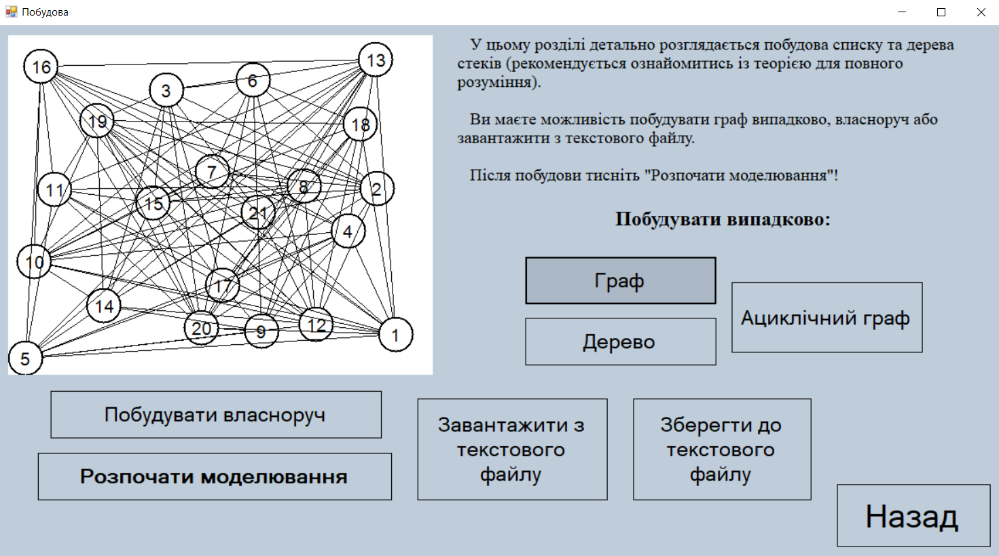 Побудова
16
13
3
6
19
18
7
11
8
2
15
21
4
10
17
14
20
9
12
1
5
У цьому розділі детально розглядається побудова списку та дерева
стеків (рекомендується ознайомитись із теорією для повного
розуміння).
Ви маєте можливість побудувати граф випадково, власноруч або
завантажити з текстового файлу.
Після побудови тисніть "Розпочати моделювання"!
Побудувати випадково:
Граф
Ациклічний граф
Дерево
Побудувати власноруч
Розпочати моделювання
Завантажити з
текстового
файлу
Зберегти до
текстового
файлу
Назад